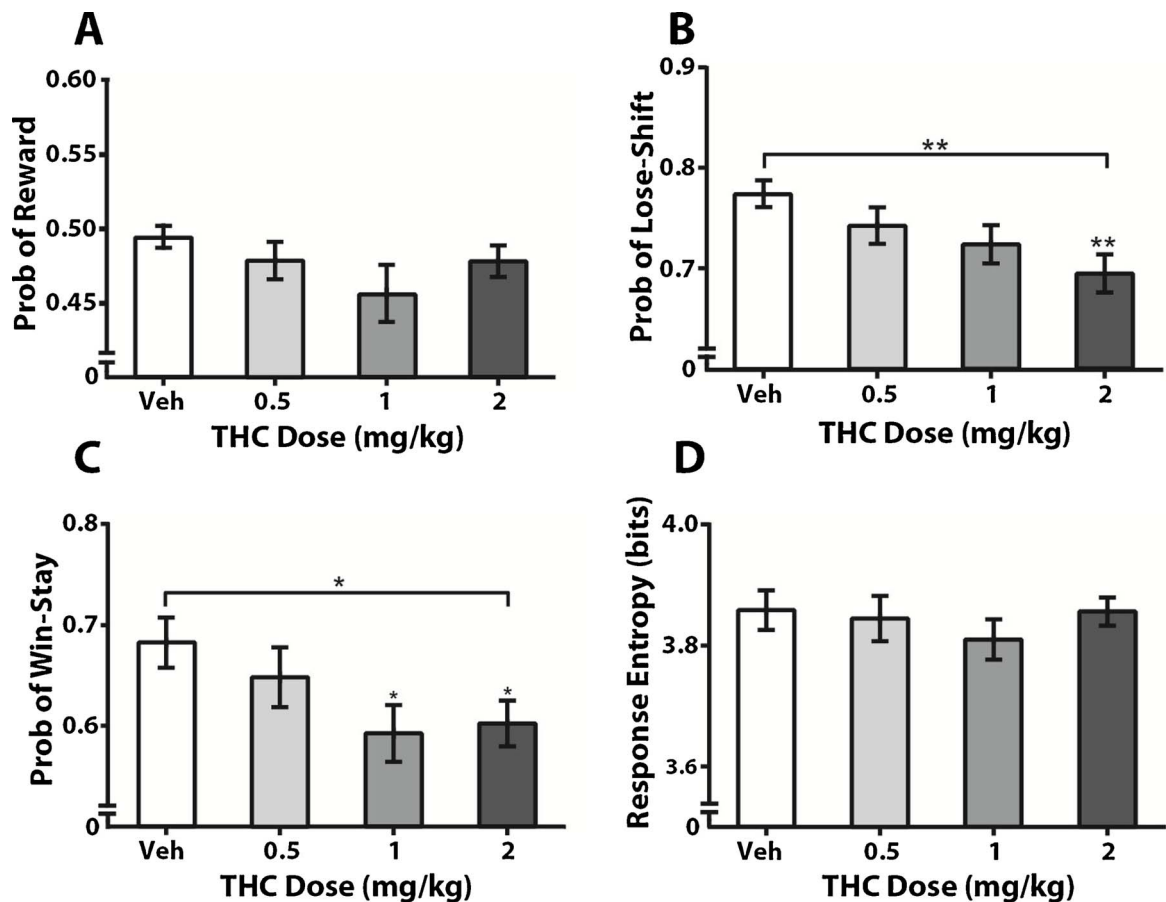 A
Prob of Reward
0.60
0.55
0.50
0.45
0
Veh 0.5 1 2
THC Dose (mg/kg)
B
Prob of Lose-Shift
0.9
0.8
0.7
0
**
**
Veh 0.5 1 2
THC Dose (mg/kg)
C
Prob of Win-Stay
0.8
0.7
0.6
0
*
* *
Veh 0.5 1 2
THC Dose (mg/kg)
D
Response Entropy (bits)
4.0
3.8
3.6
0
Veh 0.5 1 2
THC Dose (mg/kg)